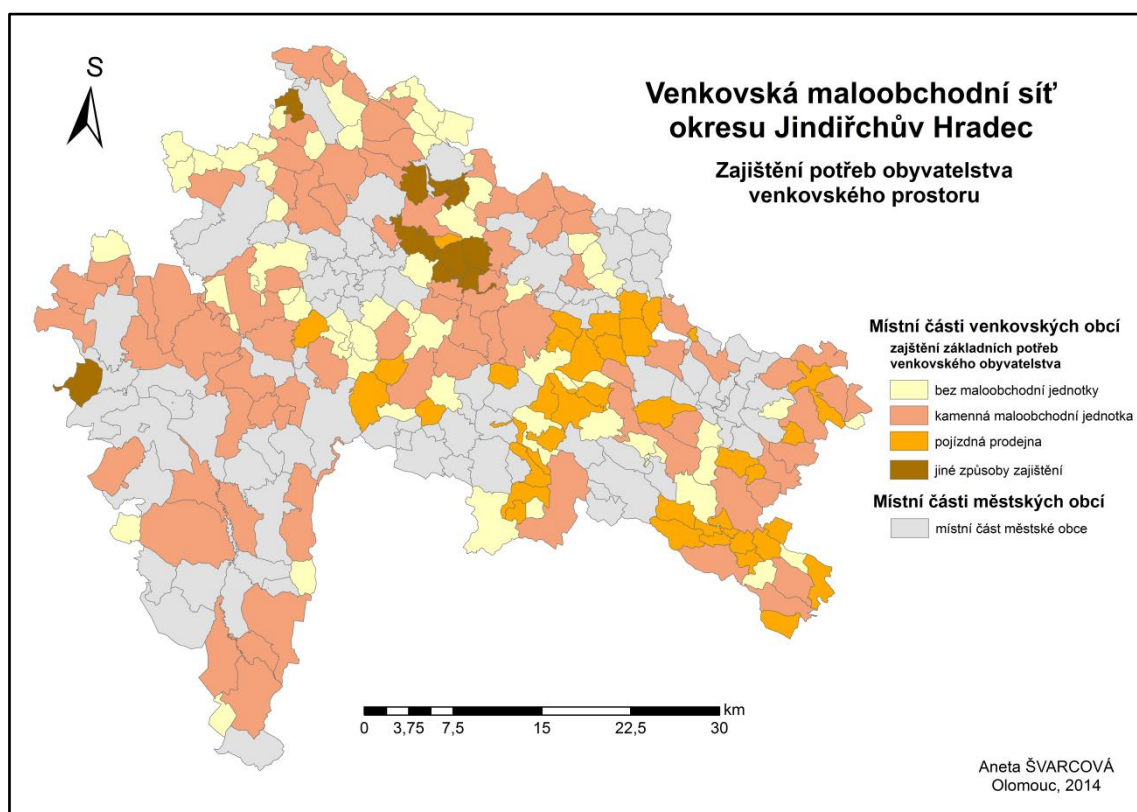 S
Venkovská maloobchodní síť
okresu Jindiřchův Hradec
Zajištění potřeb obyvatelstva
venkovského prostoru
Místní části venkovských obcí
zajštění základních potřeb
venkovského obyvatelstva
bez maloobchodní jednotky
kamenná maloobchodní jednotka
pojízdná prodejna
jiné způsoby zajištění
Místní části městských obcí
místní část městské obce
km
0 3,75 7,5 15 22,5 30
Aneta ŠVARCOVÁ
Olomouc, 2014